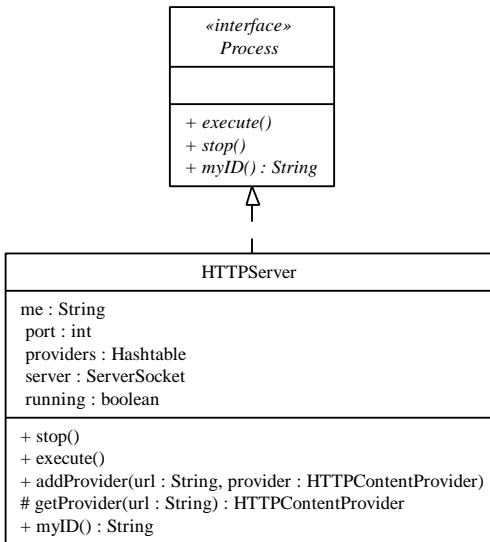 «interface»
Process
+ execute()
+ stop()
+ myID() : String
HTTPServer
me : String
port : int
providers : Hashtable
server : ServerSocket
running : boolean
+ stop()
+ execute()
+ addProvider(url : String, provider : HTTPContentProvider)
# getProvider(url : String) : HTTPContentProvider
+ myID() : String